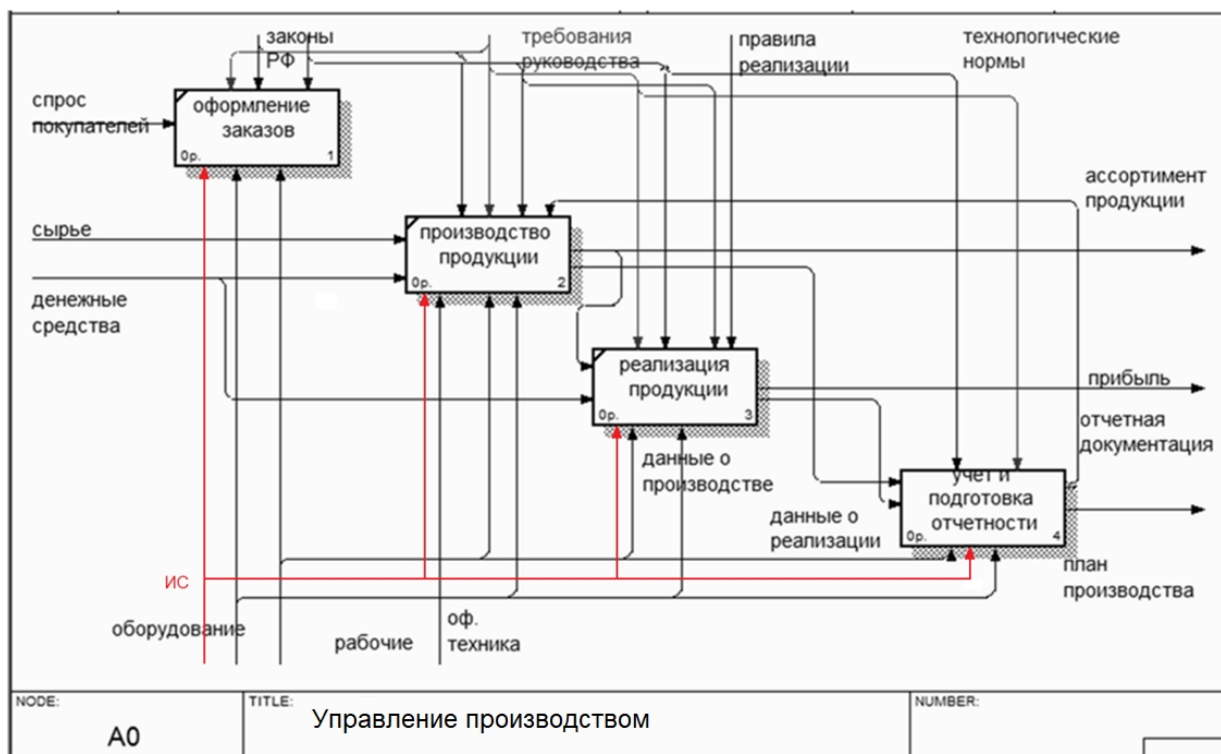 законы
РФ
требования
руководства
правила
реализации
технологические
нормы
спрос
покупателей
оформление
заказов
0р.
1
ассортимент
продукции
сырье
производство
продукции
0р.
2
денежные
средства
реализация
продукции
0р.
3
прибыль
отчетная
документация
данные о
производстве
учет и
подготовка
отчетности
0р.
4
данные о
реализации
план
производства
ИС
оборудование
рабочие
оф.
техника
NODE:
A0
TITLE:
Управление производством
NUMBER: